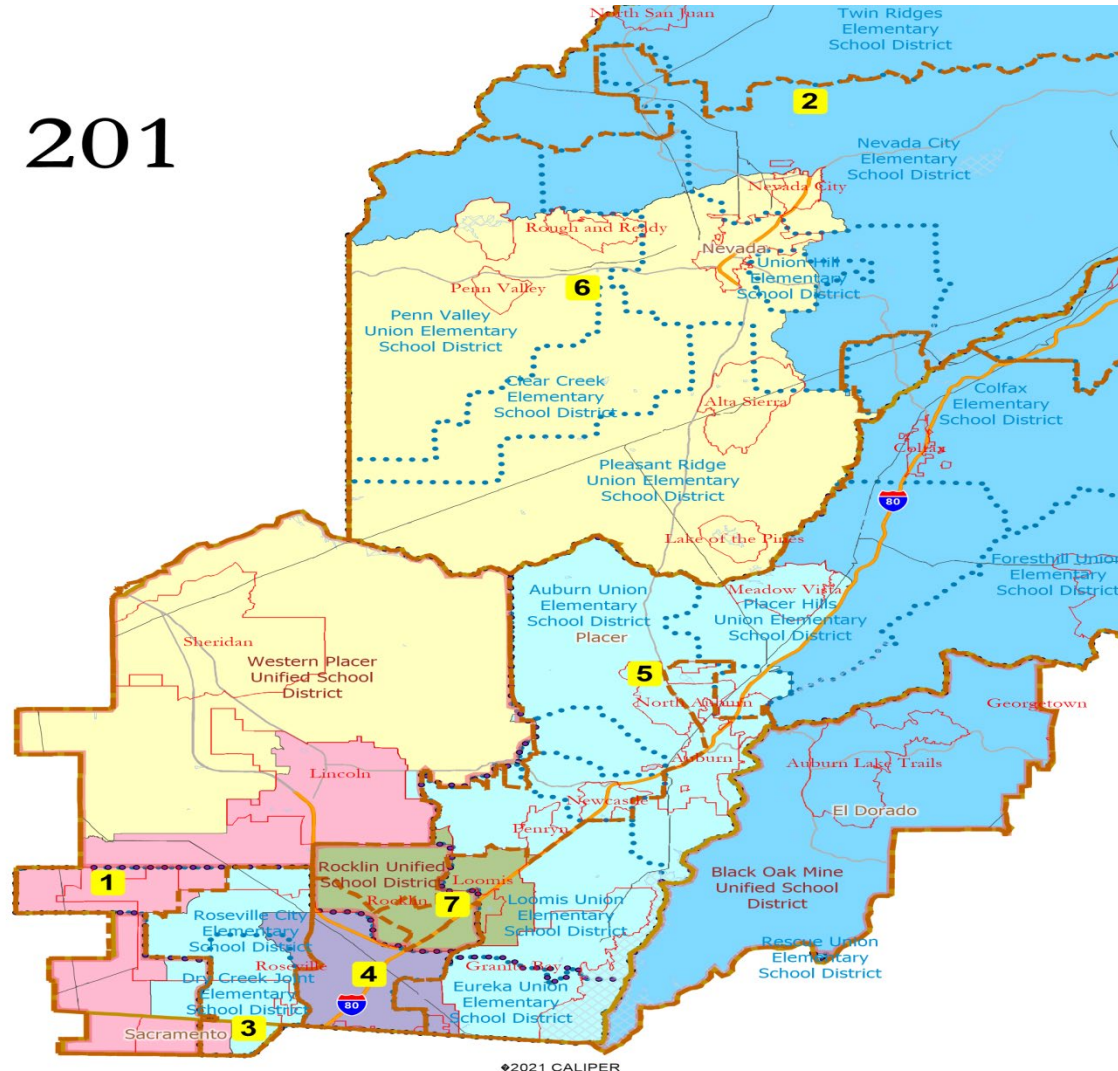 North San Juan
Twin Ridges
Elementary
School District
2
201
Nevada City
Elementary
School District
Nevada City
Rough and Ready
Nevada
Union Hill
Elementary
School District
6
Penn Valley
Penn Valley
Union Elementary
School District
Clear Creek
Elementary
School District
Alta Sierra
Colfax
Elementary
School District
Colfax
Pleasant Ridge
Union Elementary
School District
80
Lake of the Pines
Foresthill Union
Elementary
School District
Auburn Union
Elementary
School District
Placer
Meadow Vista
Placer Hills
Union Elementary
School District
Sheridan
Western Placer
Unified School
District
5
North Auburn
Georgetown
Auburn
Auburn Lake Trails
Lincoln
Newcastle
El Dorado
Penryn
Rocklin Unified
School District
Loomis
Rocklin
7
Loomis Union
Elementary
School District
Black Oak Mine
Unified School
District
1
Roseville City
Elementary
School District
Rescue Union
Elementary
School District
Roseville
4
Granite Bay
Dry Creek Joint
Elementary
School District
Eureka Union
Elementary
School District
80
Sacramento
3
�2021 CALIPER